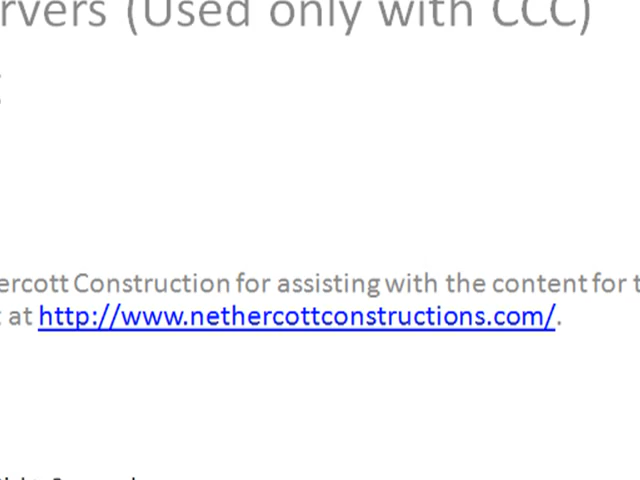 rvers (Used only with CCC)
ercott Construction for assisting with the content for t
at http://www.nethercottconstructions.com/.